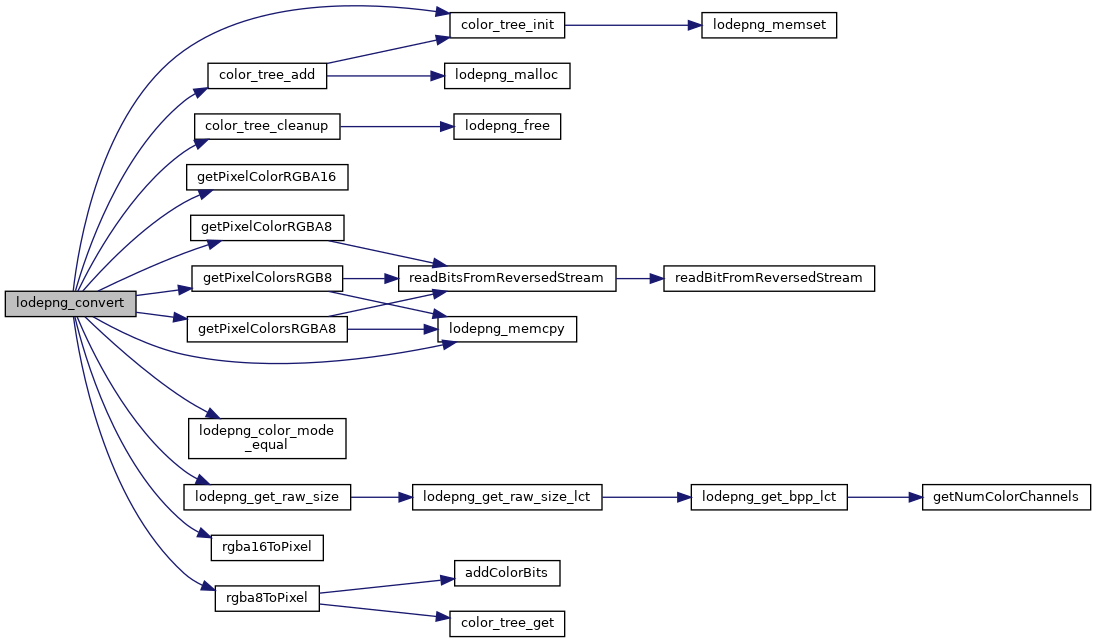 color_tree_init
lodepng_memset
color_tree_add
lodepng_malloc
color_tree_cleanup
lodepng_free
getPixelColorRGBA16
getPixelColorRGBA8
getPixelColorsRGB8
readBitsFromReversedStream
readBitFromReversedStream
lodepng_convert
getPixelColorsRGBA8
lodepng_memcpy
lodepng_color_mode
_equal
lodepng_get_raw_size
lodepng_get_raw_size_lct
lodepng_get_bpp_lct
getNumColorChannels
rgba16ToPixel
addColorBits
rgba8ToPixel
color_tree_get